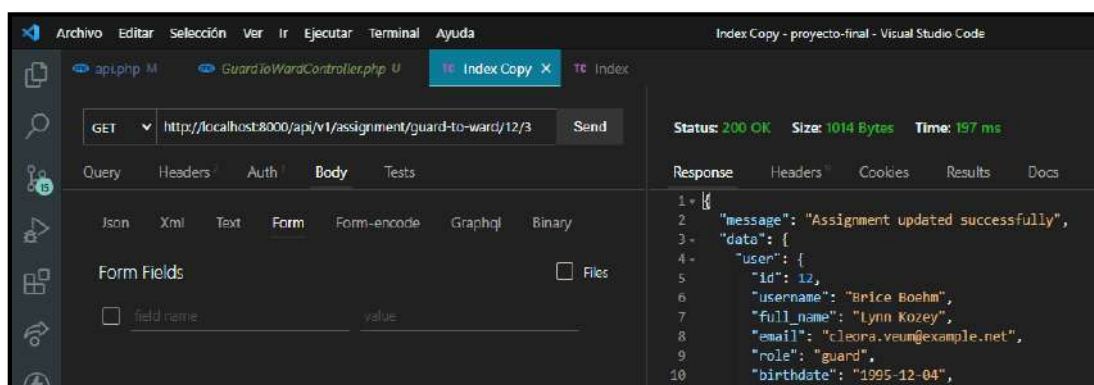 Archivo Editar Selección Ver Ir Ejecutar Terminal Ayuda
Index Copy - proyecto-final - Visual Studio Code
api.php M GuardToWardController.php U TC Index Copy TC Index
GET http://localhost:8000/api/v1/assignment/guard-to-ward/12/3 Send
Status: 200 OK Size: 1014 Bytes Time: 197 ms
Query Headers Auth Body Tests
Response Headers Cookies Results Docs
Json Xml Text Form Form-encode Graphql Binary
Form Fields
Files
field name value
15
1 {
2 "message": "Assignment updated successfully",
3 "data": {
4 "user": {
5 "id": 12,
6 "username": "Brice Boehm",
7 "full_name": "Lynn Kozey",
8 "email": "cleora.veum@example.net",
9 "role": "guard",
10 "birthdate": "1995-12-04",